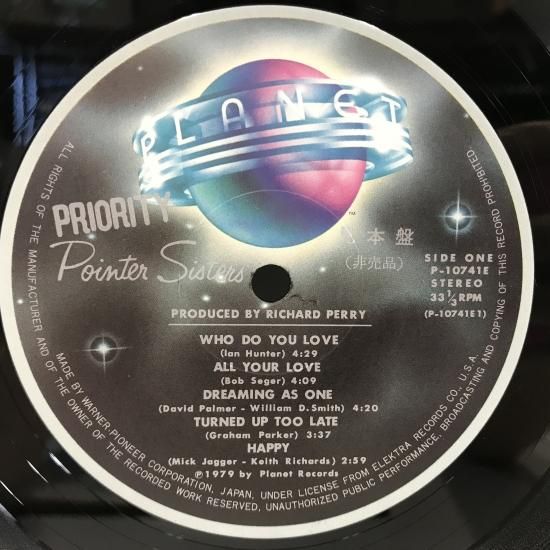 PLANET
™
PRIORITY
Pointer Sisters
本盤
(非売品)
SIDE ONE
P-10741E
STEREO
33 1/3 RPM
(P-10741E1)
PRODUCED BY RICHARD PERRY
WHO DO YOU LOVE
(Ian Hunter) 4:29
ALL YOUR LOVE
(Bob Seger) 4:09
DREAMING AS ONE
(David Palmer - William D. Smith) 4:20
TURNED UP TOO LATE
(Graham Parker) 3:37
HAPPY
(Mick Jagger - Keith Richards) 2:59
Ⓟ1979 by Planet Records
MADE BY WARNER-PIONEER CORPORATION, JAPAN, UNDER LICENSE FROM ELEKTRA RECORDS CO., U.S.A.
ALL RIGHTS OF THE MANUFACTURER AND OF THE OWNER OF THE RECORDED WORK RESERVED, UNAUTHORIZED PUBLIC PERFORMANCE, BROADCASTING AND COPYING OF THIS RECORD PROHIBITED.